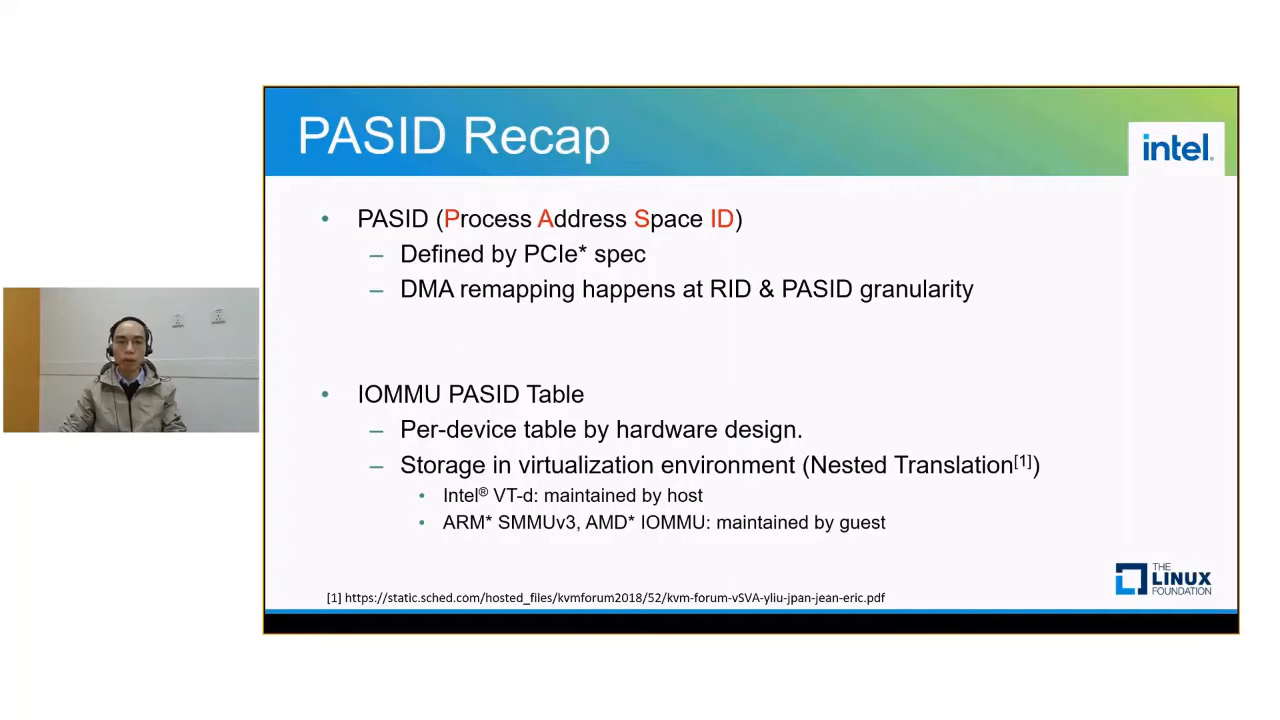 PASID Recap
intel.
• PASID (Process Address Space ID)
– Defined by PCIe* spec
– DMA remapping happens at RID & PASID granularity
• IOMMU PASID Table
– Per-device table by hardware design.
– Storage in virtualization environment (Nested Translation[1])
• Intel® VT-d: maintained by host
• ARM* SMMUv3, AMD* IOMMU: maintained by guest
THE
LINUX
FOUNDATION
[1] https://static.sched.com/hosted_files/kvmforum2018/52/kvm-forum-vSVA-yliu-jpan-jean-eric.pdf